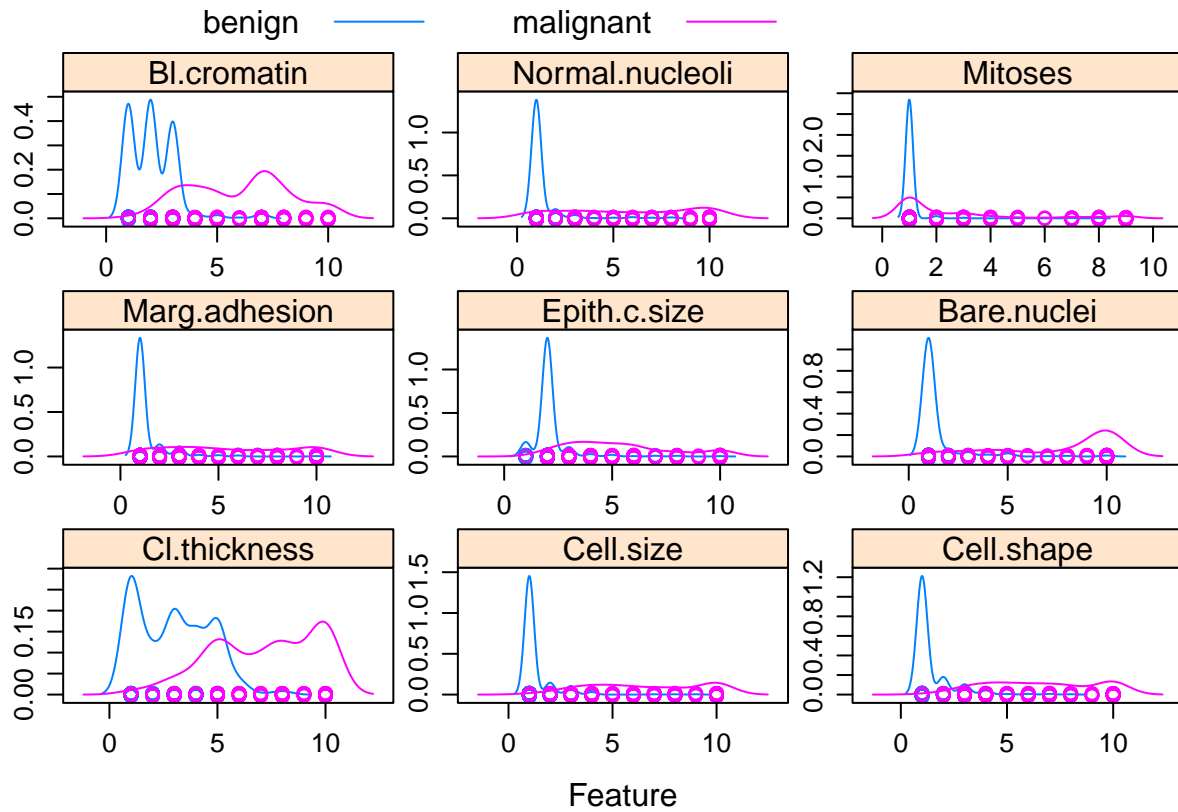 benign malignant
Bl.cromatin Normal.nucleoli Mitoses
0.0 0.2 0.4
0.0 0.5 1.0
0.0 1.0 2.0
0 5 10
0 5 10
0 2 4 6 8 10
Marg.adhesion Epith.c.size Bare.nuclei
0.0 0.5 1.0
0.0 0.5 1.0
0.0 0.4 0.8
0 5 10
0 5 10
0 5 10
Cl.thickness Cell.size Cell.shape
0.00 0.15
0.0 0.5 1.0 1.5
0.0 0.4 0.8 1.2
0 5 10
0 5 10
0 5 10
Feature